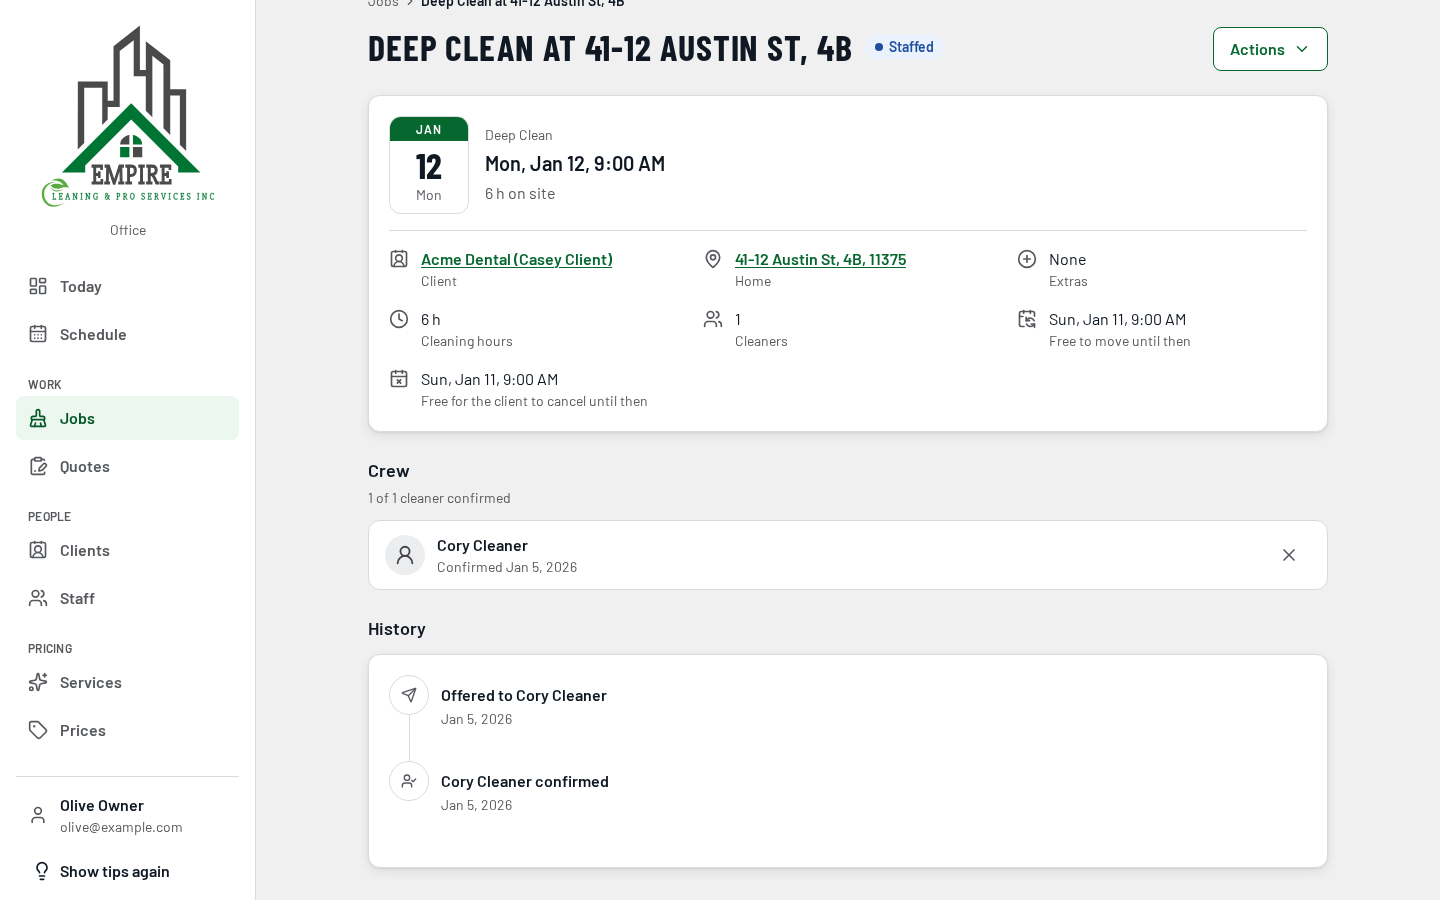 EMPIRE
LEANING & PRO SERVICES INC
Office
Today
Schedule
WORK
Jobs
Quotes
PEOPLE
Clients
Staff
PRICING
Services
Prices
Olive Owner
olive@example.com
Show tips again
Jobs > Deep Clean at 41-12 Austin St, 4B
DEEP CLEAN AT 41-12 AUSTIN ST, 4B
Staffed
Actions
JAN
12
Mon
Deep Clean
Mon, Jan 12, 9:00 AM
6 h on site
Acme Dental (Casey Client)
Client
41-12 Austin St, 4B, 11375
Home
None
Extras
6 h
Cleaning hours
1
Cleaners
Sun, Jan 11, 9:00 AM
Free to move until then
Sun, Jan 11, 9:00 AM
Free for the client to cancel until then
Crew
1 of 1 cleaner confirmed
Cory Cleaner
Confirmed Jan 5, 2026
History
Offered to Cory Cleaner
Jan 5, 2026
Cory Cleaner confirmed
Jan 5, 2026